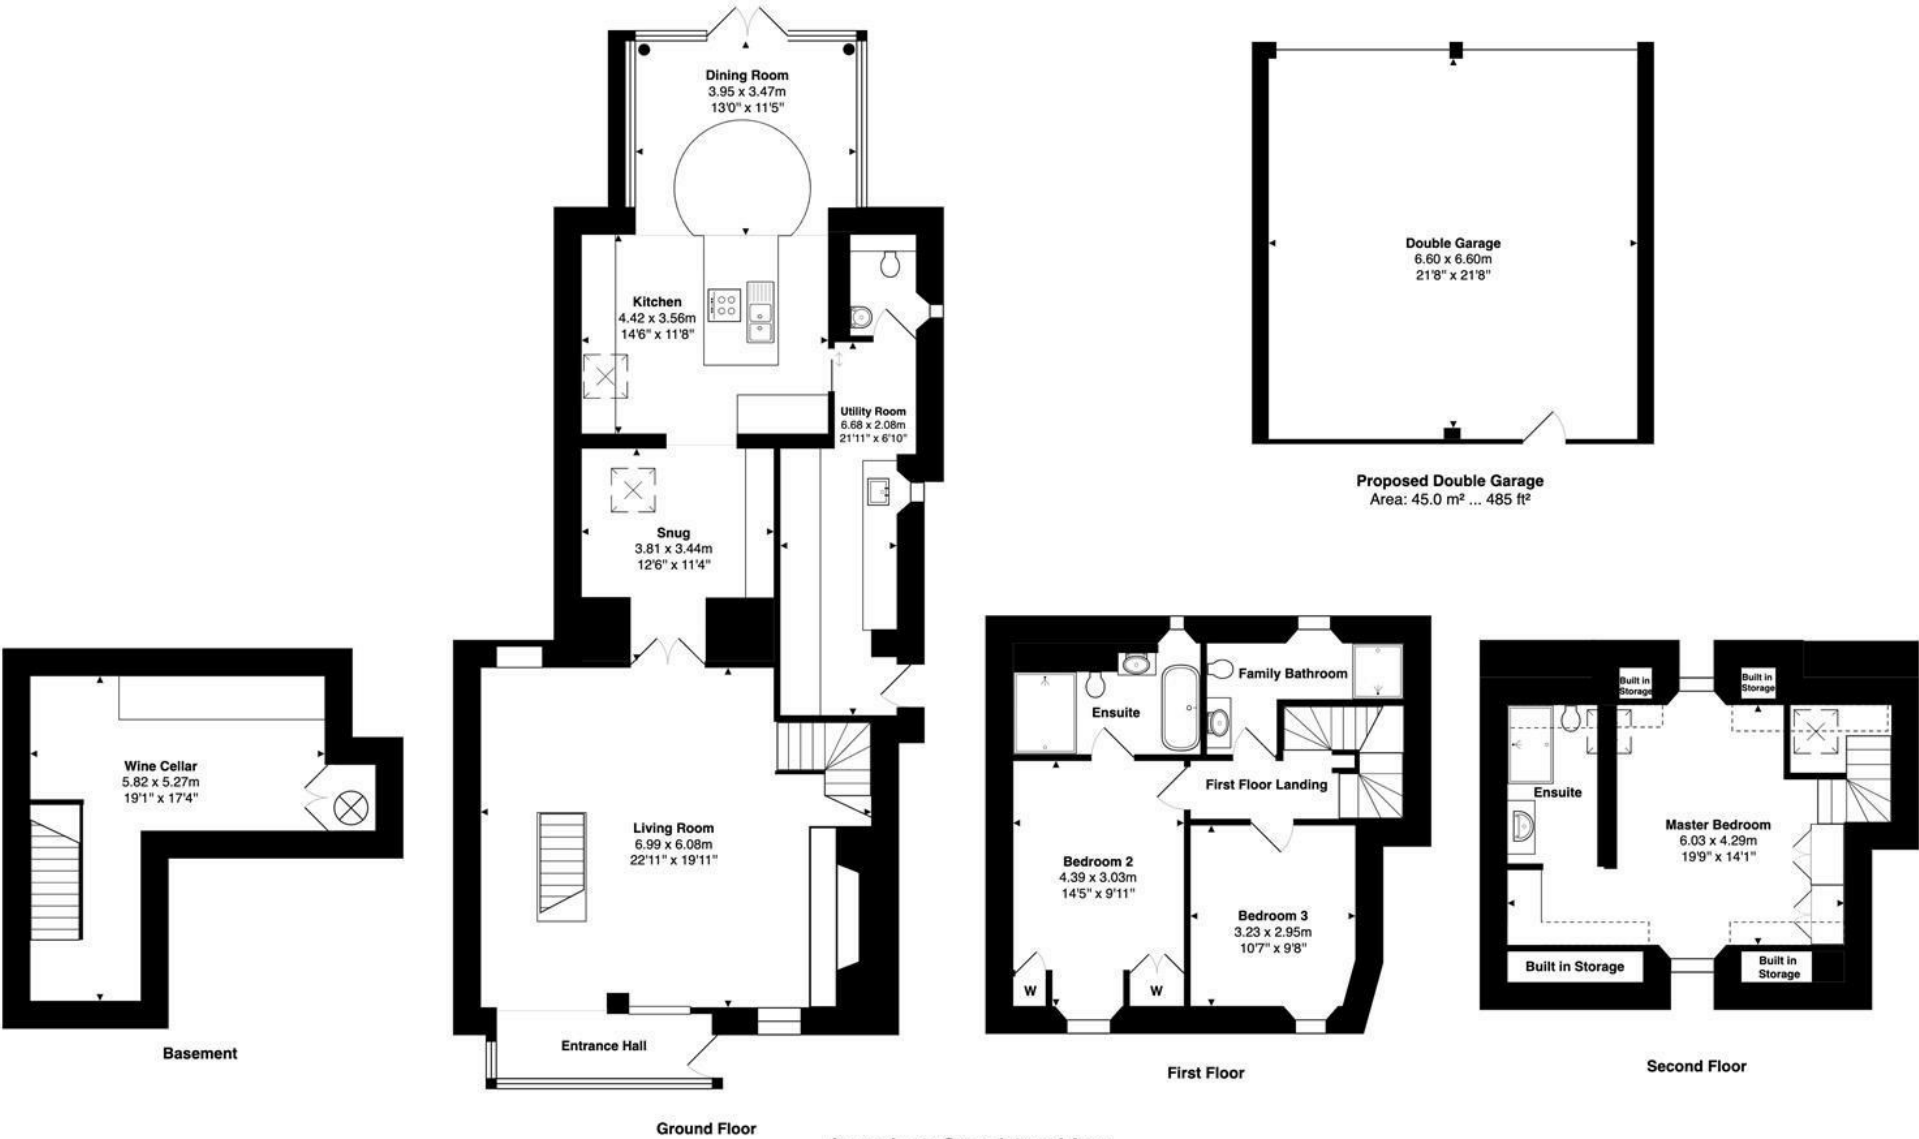 Dining Room
3.95 x 3.47m
13'0" x 11'5"
Kitchen
4.42 x 3.56m
14'6" x 11'8"
Utility Room
6.68 x 2.08m
21'11" x 6'10"
Snug
3.81 x 3.44m
12'6" x 11'4"
Living Room
6.99 x 6.08m
22'11" x 19'11"
Entrance Hall
Ground Floor
Double Garage
6.60 x 6.60m
21'8" x 21'8"
Proposed Double Garage
Area: 45.0 m² ... 485 ft²
Wine Cellar
5.82 x 5.27m
19'1" x 17'4"
Basement
Family Bathroom
Ensuite
First Floor Landing
Bedroom 2
4.39 x 3.03m
14'5" x 9'11"
Bedroom 3
3.23 x 2.95m
10'7" x 9'8"
W
W
First Floor
Built in
Storage
Built in
Storage
Ensuite
Master Bedroom
6.03 x 4.29m
19'9" x 14'1"
Built in Storage
Built in
Storage
Second Floor